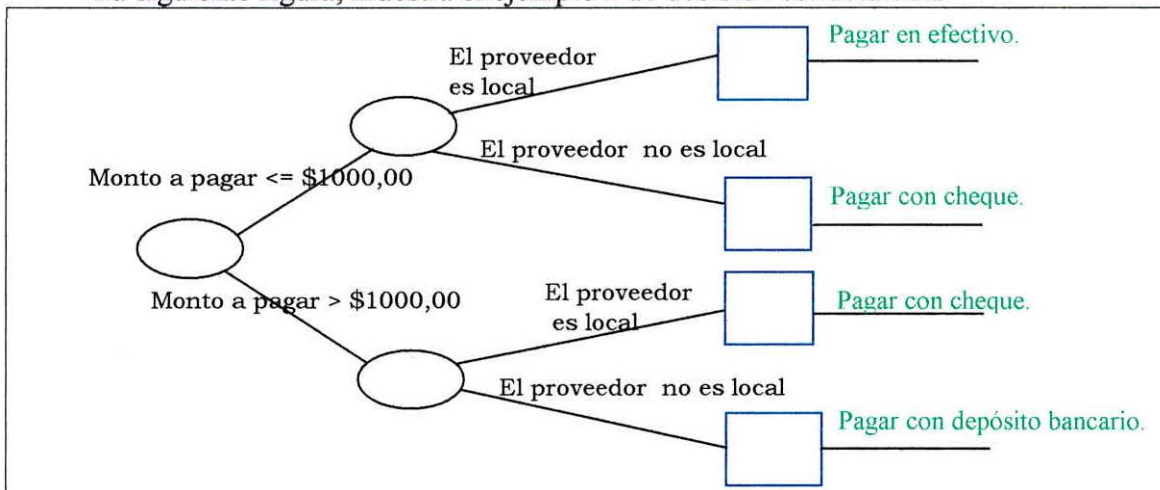 El proveedor
es local
Pagar en efectivo.
El proveedor no es local
Monto a pagar <= $1000,00
Pagar con cheque.
Monto a pagar > $1000,00
El proveedor
es local
Pagar con cheque.
El proveedor no es local
Pagar con depósito bancario.